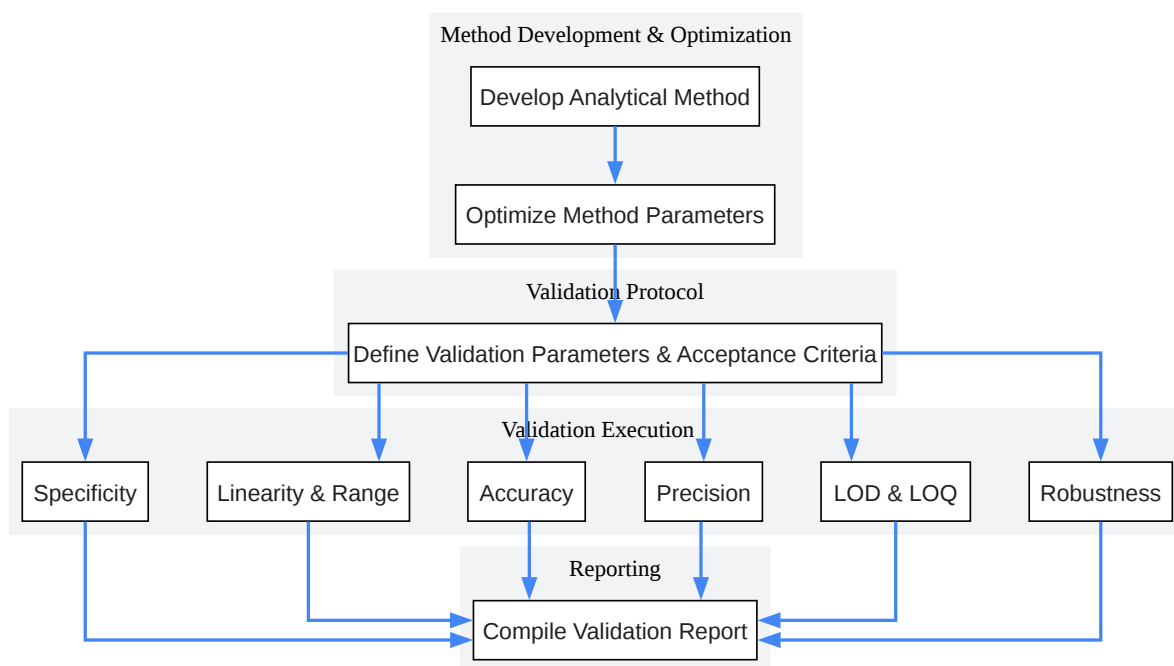 Method Development & Optimization
Develop Analytical Method
Optimize Method Parameters
Validation Protocol
Define Validation Parameters & Acceptance Criteria
Validation Execution
Specificity
Linearity & Range
Accuracy
Precision
LOD & LOQ
Robustness
Reporting
Compile Validation Report